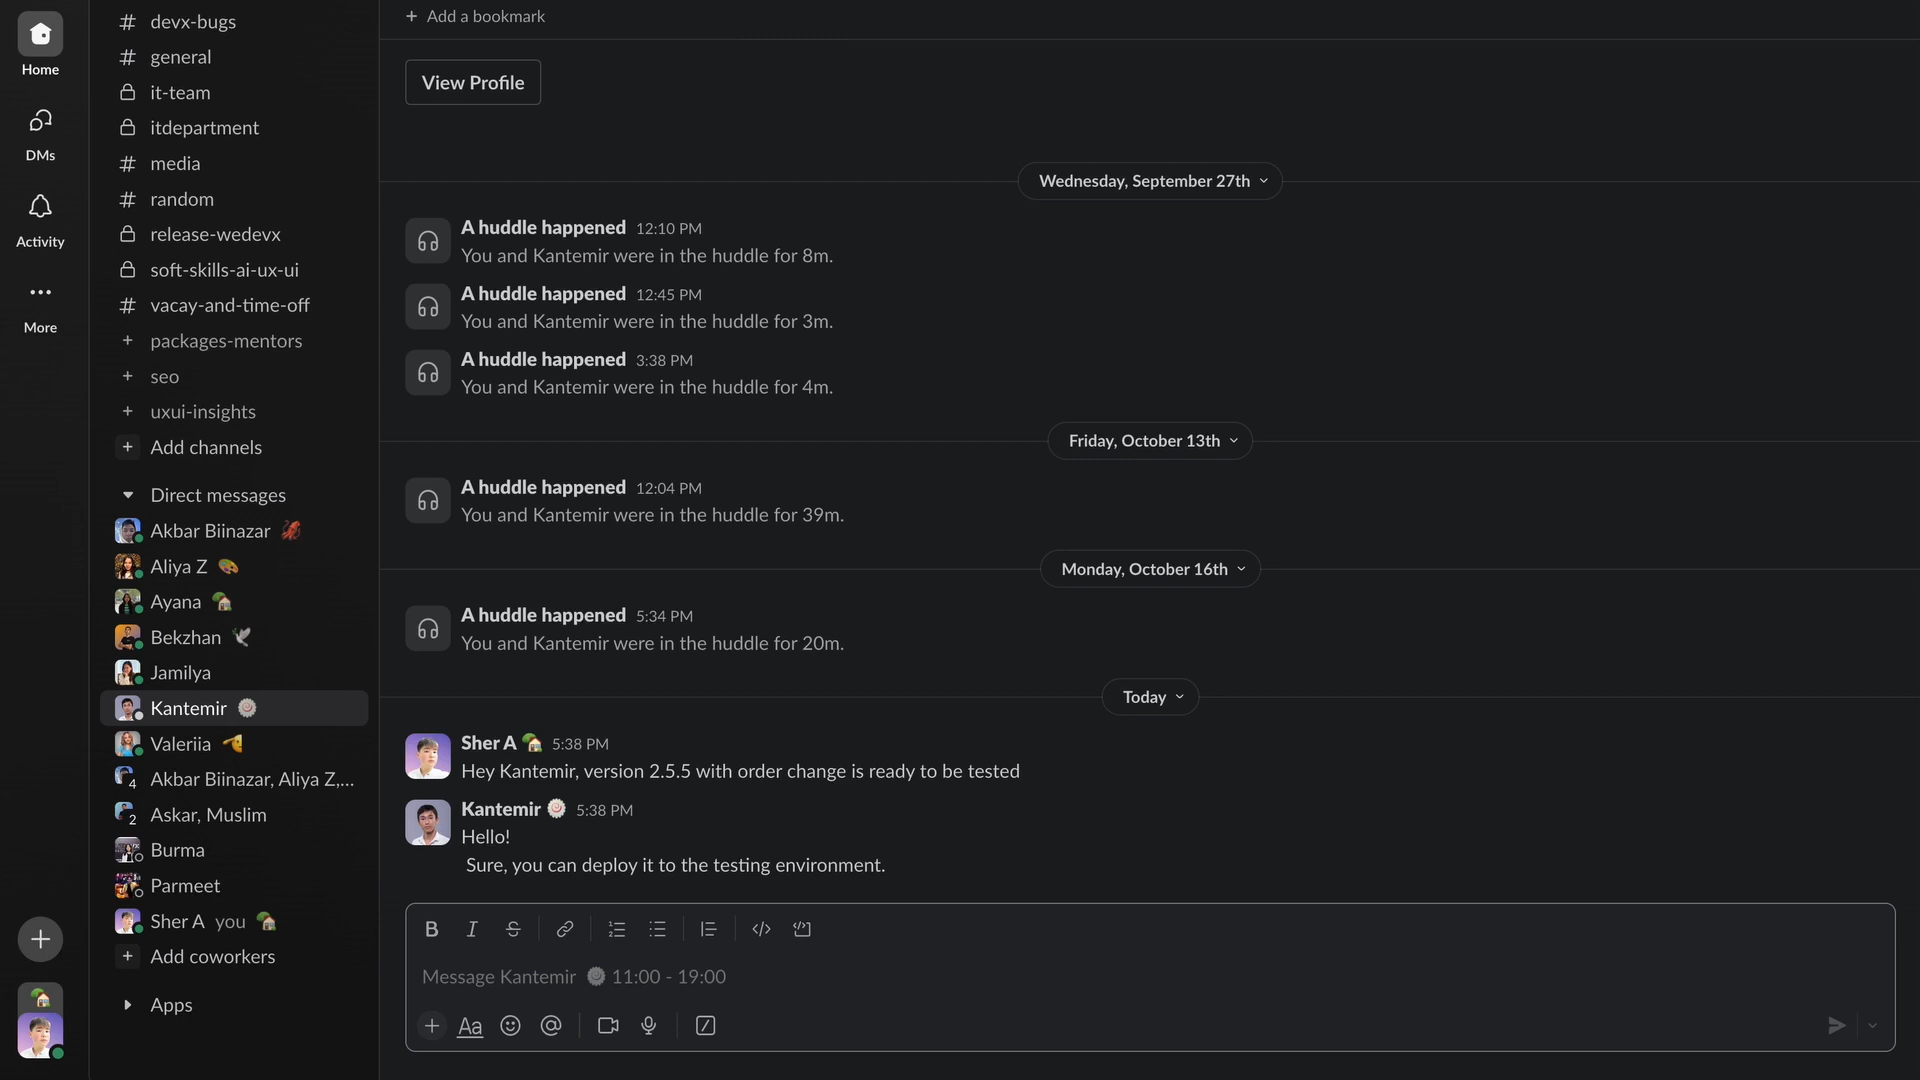 Home
DMs
Activity
More
# devx-bugs
# general
it-team
itdepartment
# media
# random
release-wedevx
soft-skills-ai-ux-ui
# vacay-and-time-off
+ packages-mentors
+ seo
+ uxui-insights
+ Add channels
Direct messages
Akbar Biinazar
Aliya Z
Ayana
Bekzhan
Jamilya
Kantemir
Valeriia
4 Akbar Biinazar, Aliya Z,...
2 Askar, Muslim
Burma
Parmeet
Sher A you
+ Add coworkers
Apps
+ Add a bookmark
View Profile
Wednesday, September 27th
A huddle happened 12:10 PM
You and Kantemir were in the huddle for 8m.
A huddle happened 12:45 PM
You and Kantemir were in the huddle for 3m.
A huddle happened 3:38 PM
You and Kantemir were in the huddle for 4m.
Friday, October 13th
A huddle happened 12:04 PM
You and Kantemir were in the huddle for 39m.
Monday, October 16th
A huddle happened 5:34 PM
You and Kantemir were in the huddle for 20m.
Today
Sher A 5:38 PM
Hey Kantemir, version 2.5.5 with order change is ready to be tested
Kantemir 5:38 PM
Hello!
Sure, you can deploy it to the testing environment.
B I S
Message Kantemir 11:00 - 19:00
+ Aa @